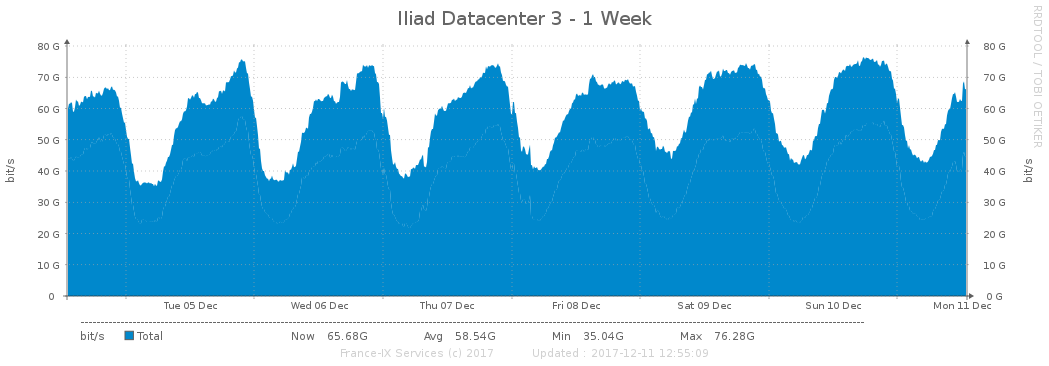 Iliad Datacenter 3 - 1 Week
RRDTOOL / TOBI OETIKER
bit/s
80 G
70 G
60 G
50 G
40 G
30 G
20 G
10 G
0
80 G
70 G
60 G
50 G
40 G
30 G
20 G
10 G
0 G
bit/s
Tue 05 Dec Wed 06 Dec Thu 07 Dec Fri 08 Dec Sat 09 Dec Sun 10 Dec Mon 11 Dec
bit/s Total Now 65.68G Avg 58.54G Min 35.04G Max 76.28G
France-IX Services (c) 2017 Updated : 2017-12-11 12:55:09